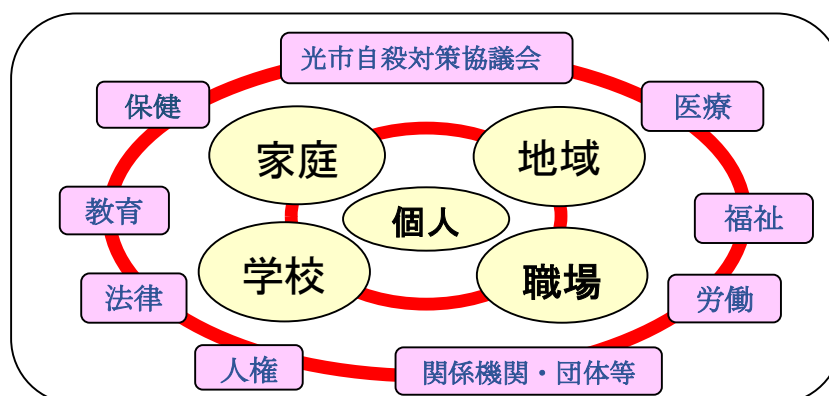 光市自殺対策協議会
保健
医療
家庭
地域
教育
個人
福祉
学校
職場
法律
労働
人権
関係機関・団体等